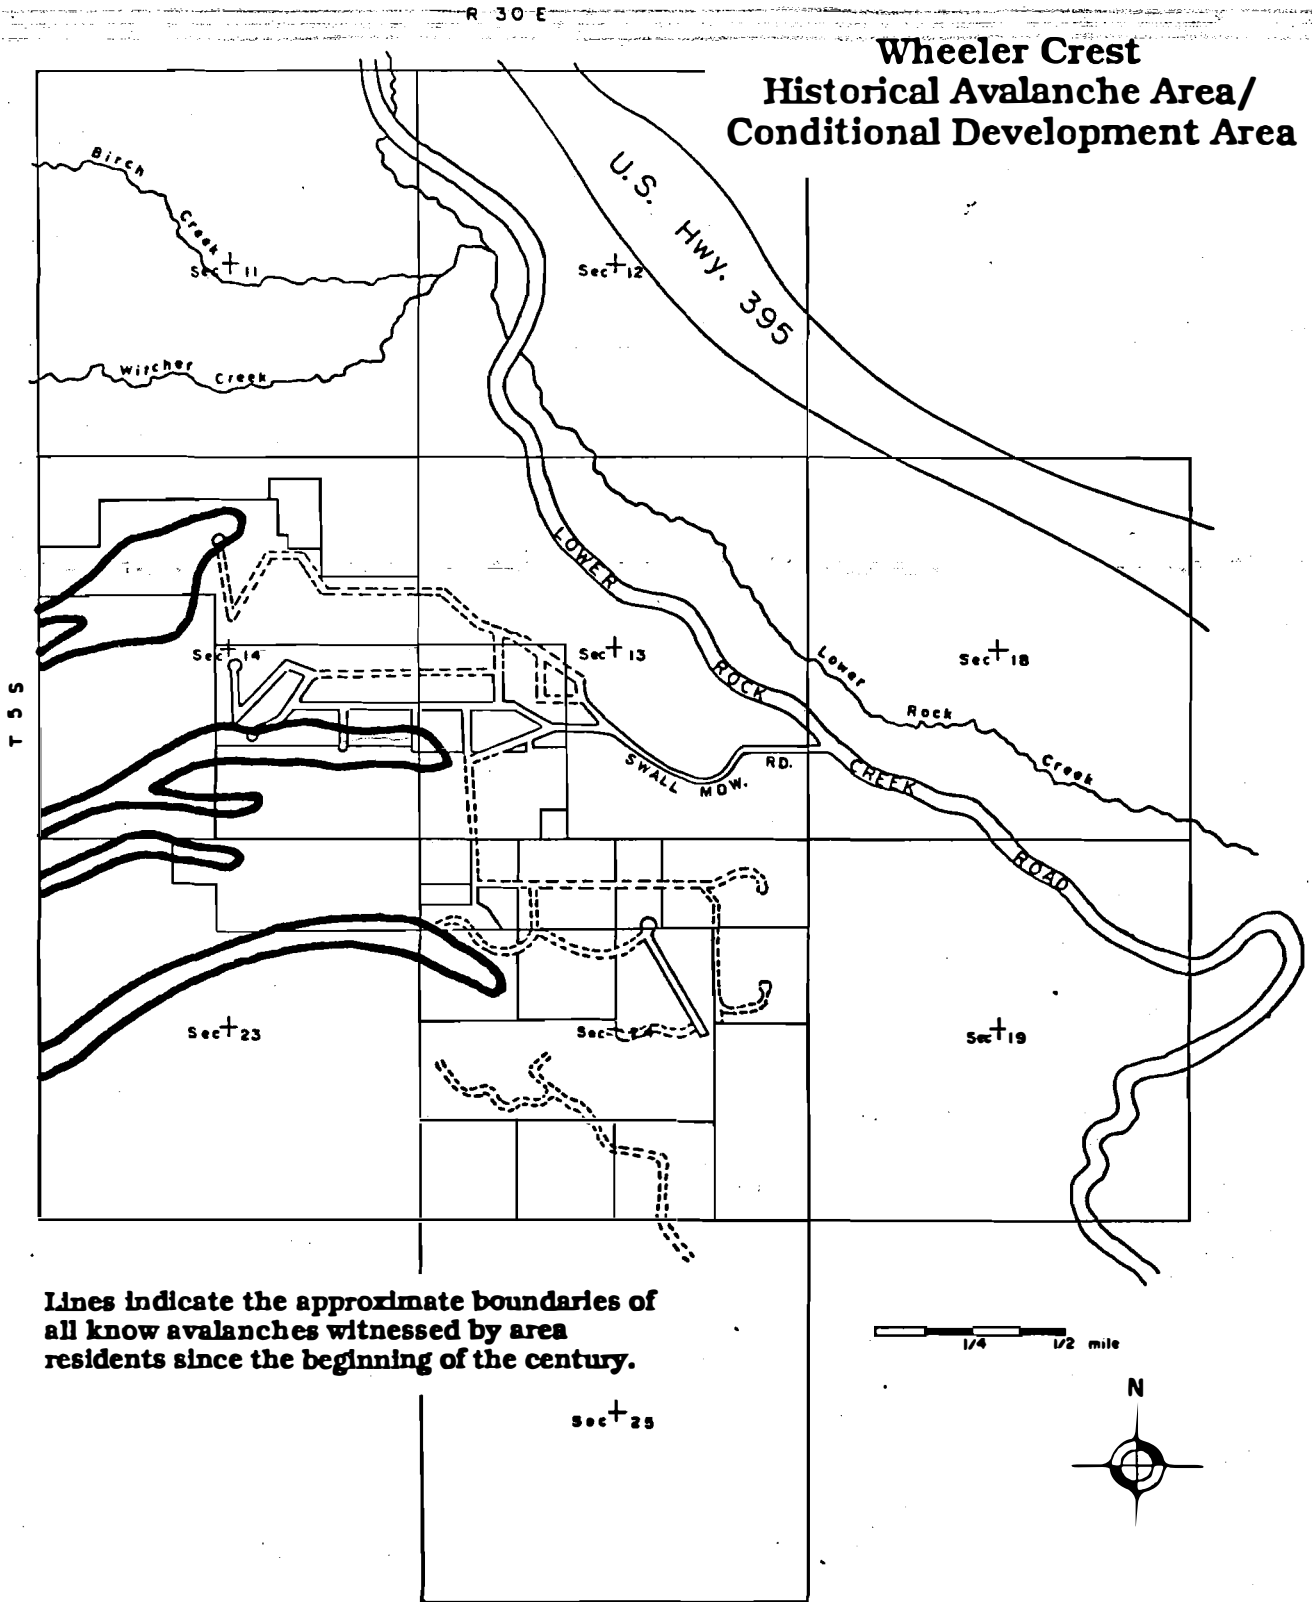 R 30 E
Wheeler Crest
Historical Avalanche Area/
Conditional Development Area
Birch
Creek
U.S. Hwy. 395
Sec 11
Sec 12
Witcher Creek
LOWER ROCK CREEK ROAD
Sec 14
Sec 13
Sec 18
Lower Rock Creek
T 5 S
SWALL MDW. RD.
Sec 23
Sec 24
Sec 19
Lines indicate the approximate boundaries of
all know avalanches witnessed by area
residents since the beginning of the century.
1/4 1/2 mile
N
Sec 25